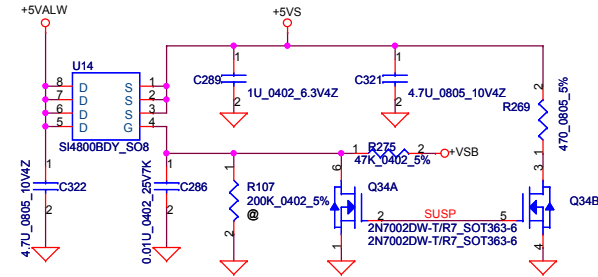 +5VALW
+5VS
U14
8 D S 1
7 D S 2
6 D S 3
5 D G 4
SI4800BDY_SO8
1
C289
1U_0402_6.3V4Z
2
1
C321
4.7U_0805_10V4Z
2
2
R269
470_0805_5%
1
1
C322
4.7U_0805_10V4Z
2
1
C286
0.01U_0402_25V7K
2
1
R107
200K_0402_5%
@
2
1 R275 2 +VSB
47K_0402_5%
6
Q34A
2 SUSP 5
1
3
Q34B
4
2N7002DW-T/R7_SOT363-6
2N7002DW-T/R7_SOT363-6